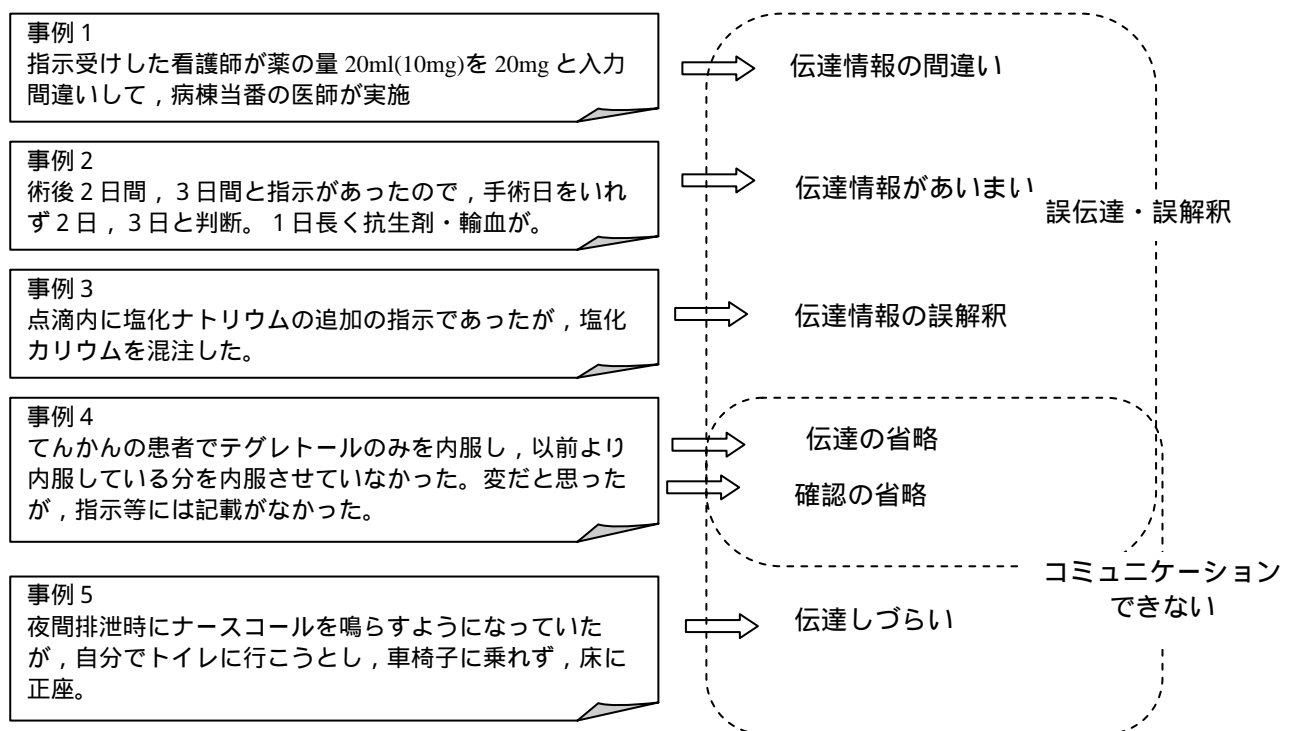 事例１
指示受けした看護師が薬の量 20ml(10mg)を 20mg と入力
間違いして，病棟当番の医師が実施
伝達情報の間違い
事例２
術後２日間，３日間と指示があったので，手術日をいれ
ず２日，３日と判断。１日長く抗生剤・輸血が。
伝達情報があいまい
誤伝達・誤解釈
事例３
点滴内に塩化ナトリウムの追加の指示であったが，塩化
カリウムを混注した。
伝達情報の誤解釈
事例４
てんかんの患者でテグレトールのみを内服し，以前より
内服している分を内服させていなかった。変だと思った
が，指示等には記載がなかった。
伝達の省略
確認の省略
コミュニケーション
できない
事例５
夜間排泄時にナースコールを鳴らすようになっていた
が，自分でトイレに行こうとし，車椅子に乗れず，床に
正座。
伝達しづらい